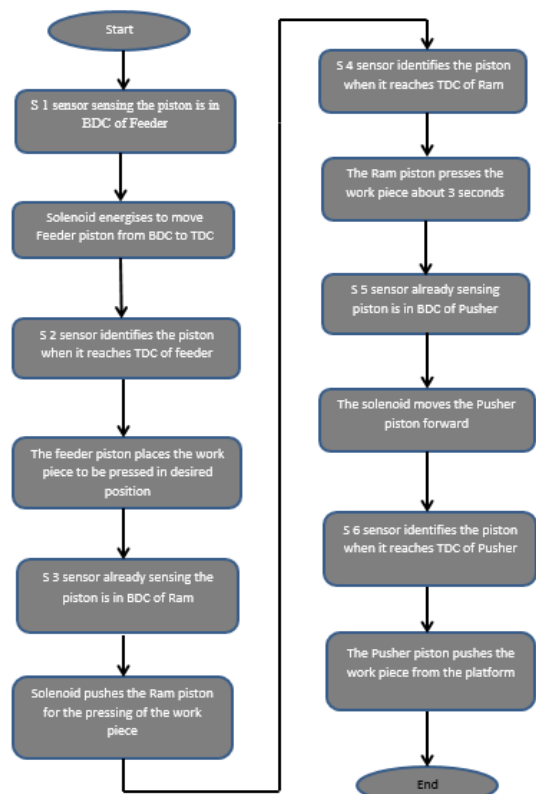 Start
S 1 sensor sensing the piston is in
BDC of Feeder
Solenoid energises to move
Feeder piston from BDC to TDC
S 2 sensor identifies the piston
when it reaches TDC of feeder
The feeder piston places the work
piece to be pressed in desired
position
S 3 sensor already sensing the
piston is in BDC of Ram
Solenoid pushes the Ram piston
for the pressing of the work
piece
S 4 sensor identifies the piston
when it reaches TDC of Ram
The Ram piston presses the
work piece about 3 seconds
S 5 sensor already sensing
piston is in BDC of Pusher
The solenoid moves the Pusher
piston forward
S 6 sensor identifies the piston
when it reaches TDC of Pusher
The Pusher piston pushes the
work piece from the platform
End